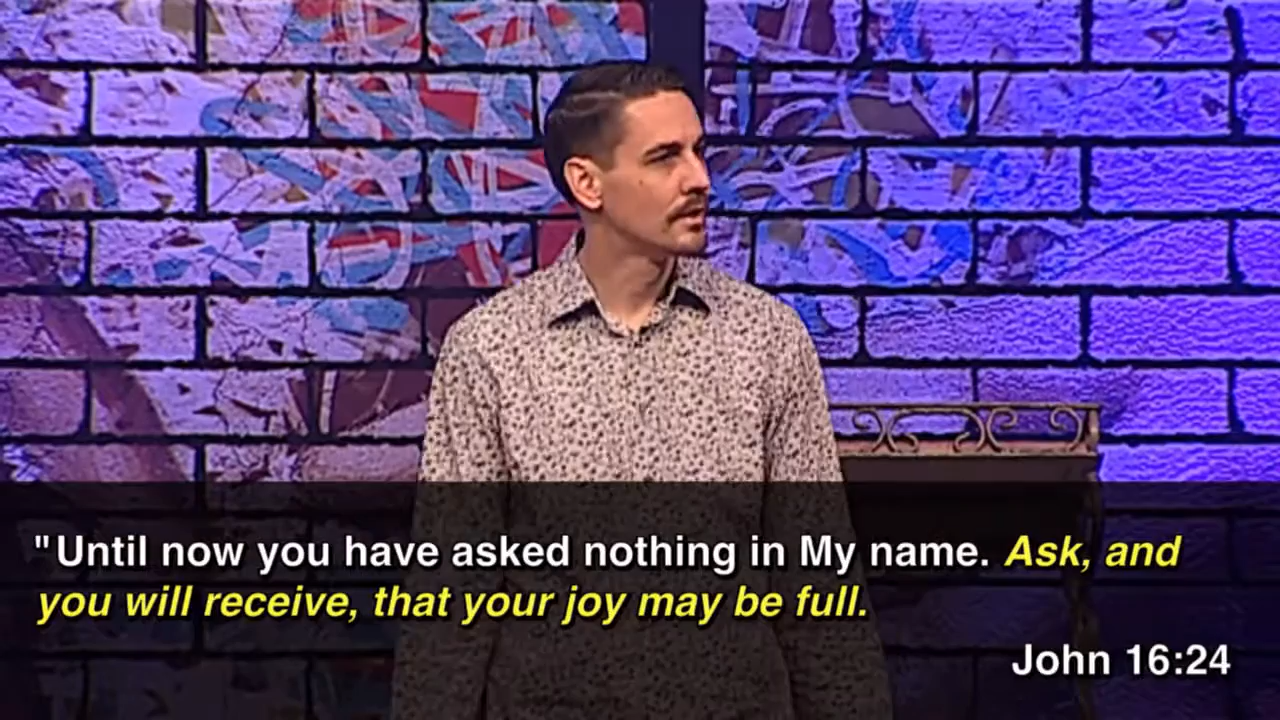 "Until now you have asked nothing in My name. Ask, and
you will receive, that your joy may be full.
John 16:24